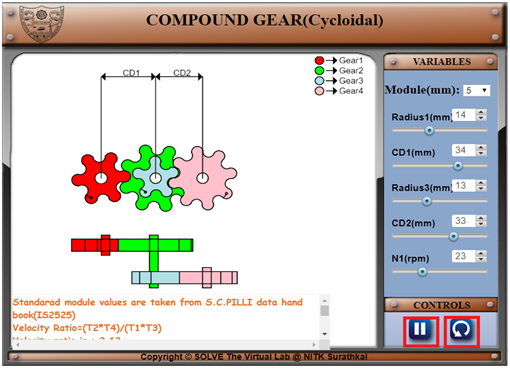 COMPOUND GEAR(Cycloidal)
CD1 CD2
Gear1
Gear2
Gear3
Gear4
VARIABLES
Module(mm): 5
Radius1(mm) 14
CD1(mm) 34
Radius3(mm) 13
CD2(mm) 33
N1(rpm) 23
CONTROLS
Standarad module values are taken from S.C.PILLI data hand
book(IS2525)
Velocity Ratio=(T2*T4)/(T1*T3)
Copyright © SOLVE The Virtual Lab @ NITK Surathkal